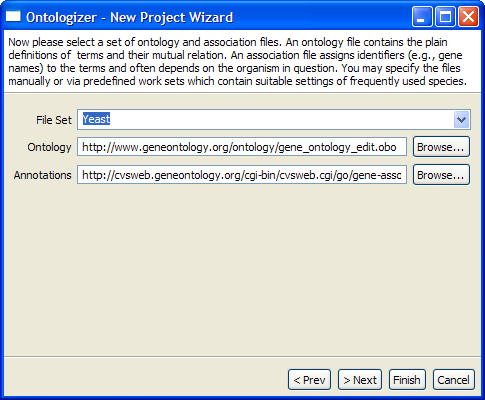 Ontologizer - New Project Wizard
Now please select a set of ontology and association files. An ontology file contains the plain
definitions of terms and their mutual relation. An association file assigns identifiers (e.g., gene
names) to the terms and often depends on the organism in question. You may specify the files
manually or via predefined work sets which contain suitable settings of frequently used species.
File Set Yeast
Ontology http://www.geneontology.org/ontology/gene_ontology_edit.obo Browse...
Annotations http://cvsweb.geneontology.org/cgi-bin/cvsweb.cgi/go/gene-asso Browse...
< Prev > Next Finish Cancel